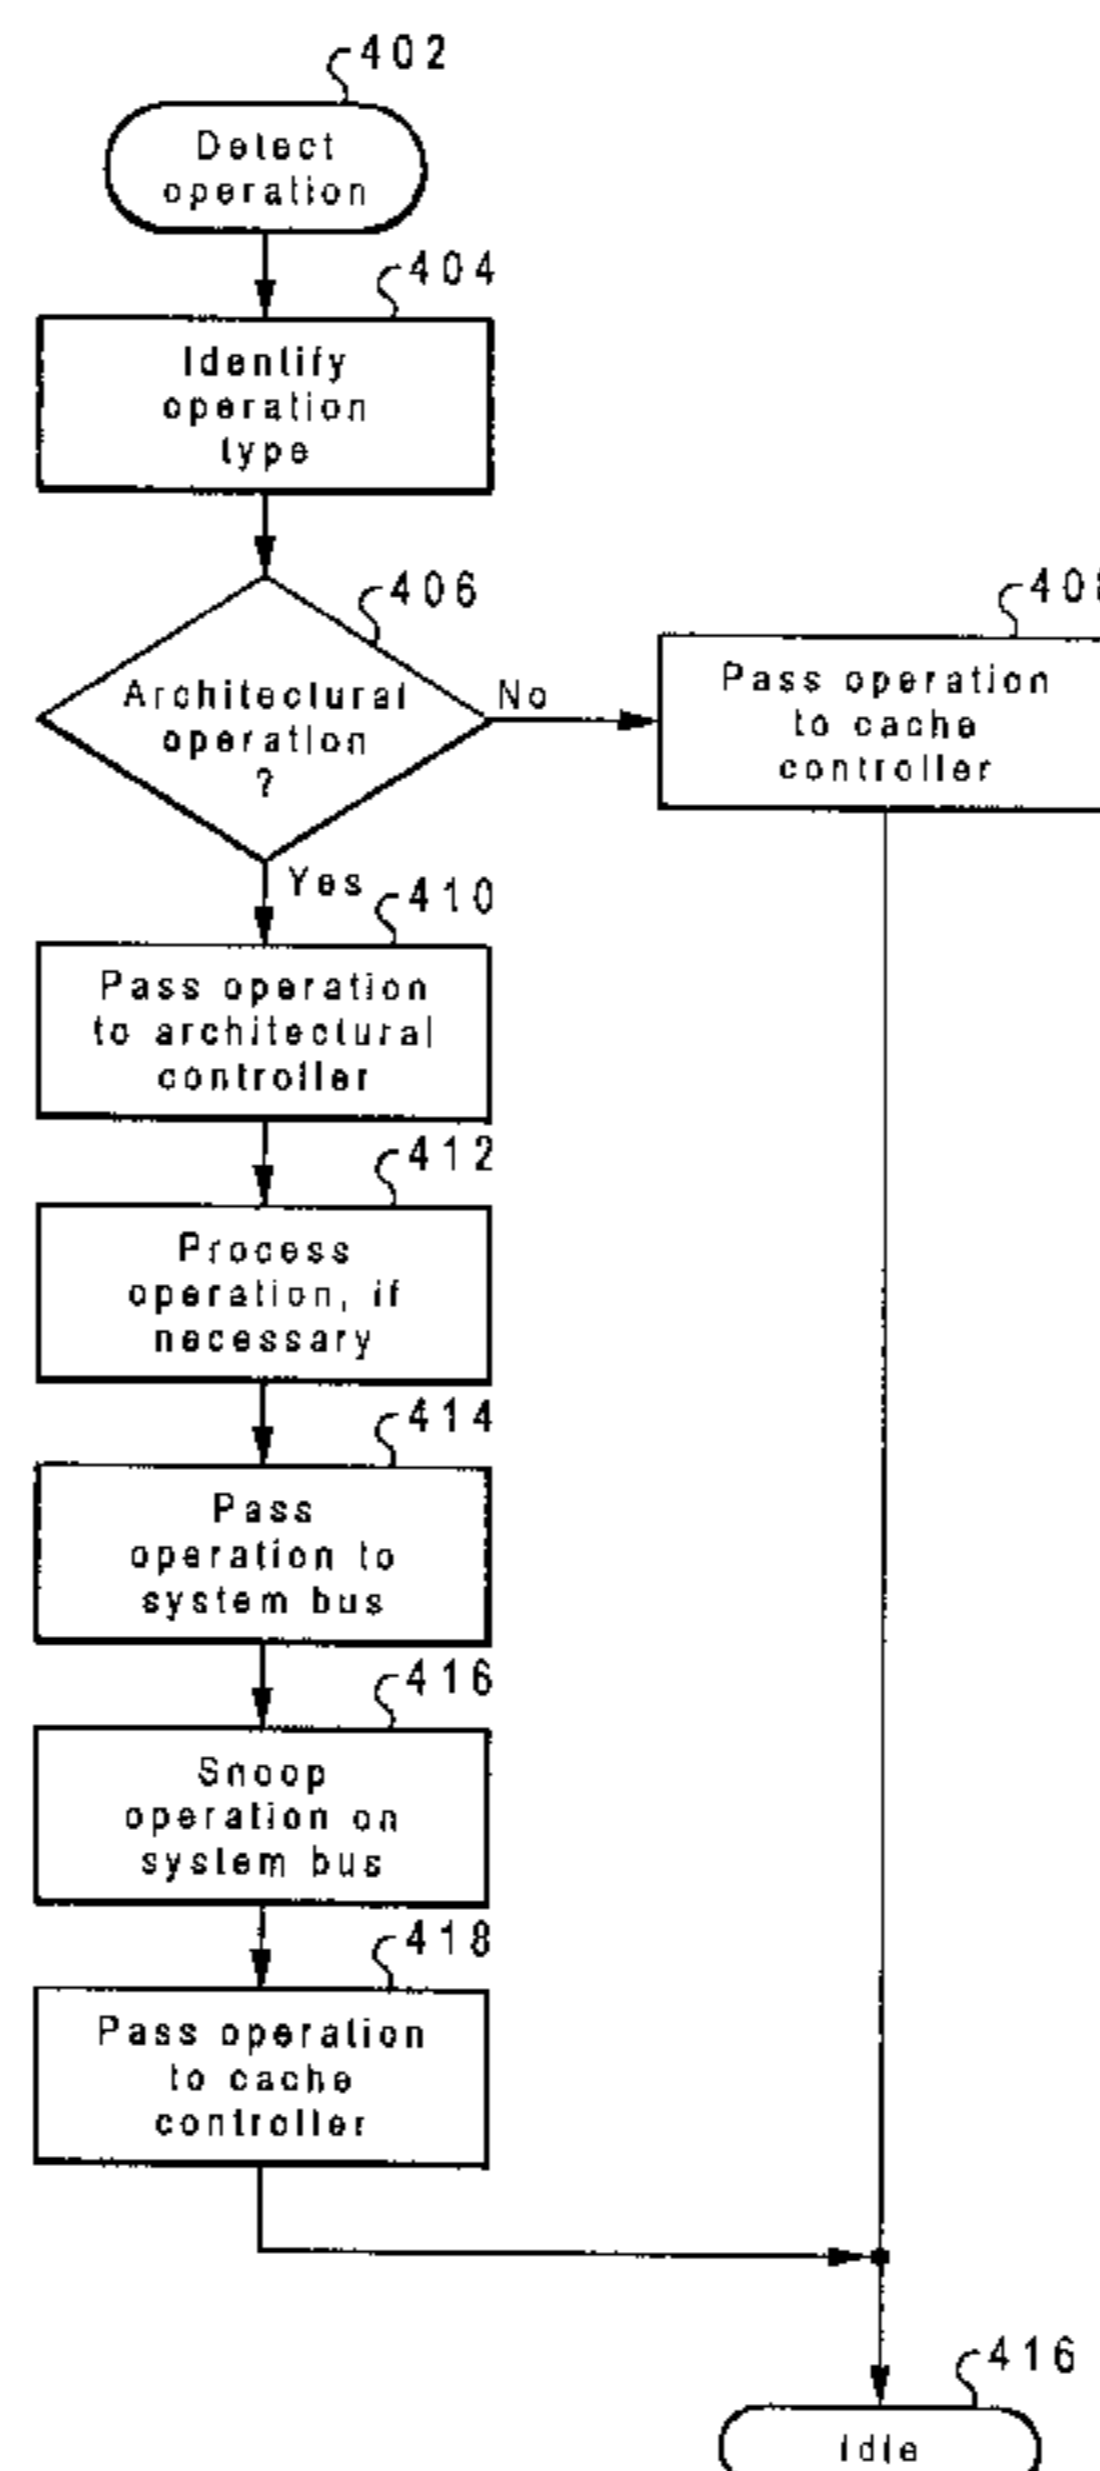 402
Detect
operation
404
Identify
operation
type
406
Architectural
operation
?
No
408
Pass operation
to cache
controller
Yes
410
Pass operation
to architectural
controller
412
Process
operation, if
necessary
414
Pass
operation to
system bus
416
Snoop
operation on
system bus
418
Pass operation
to cache
controller
416
Idle